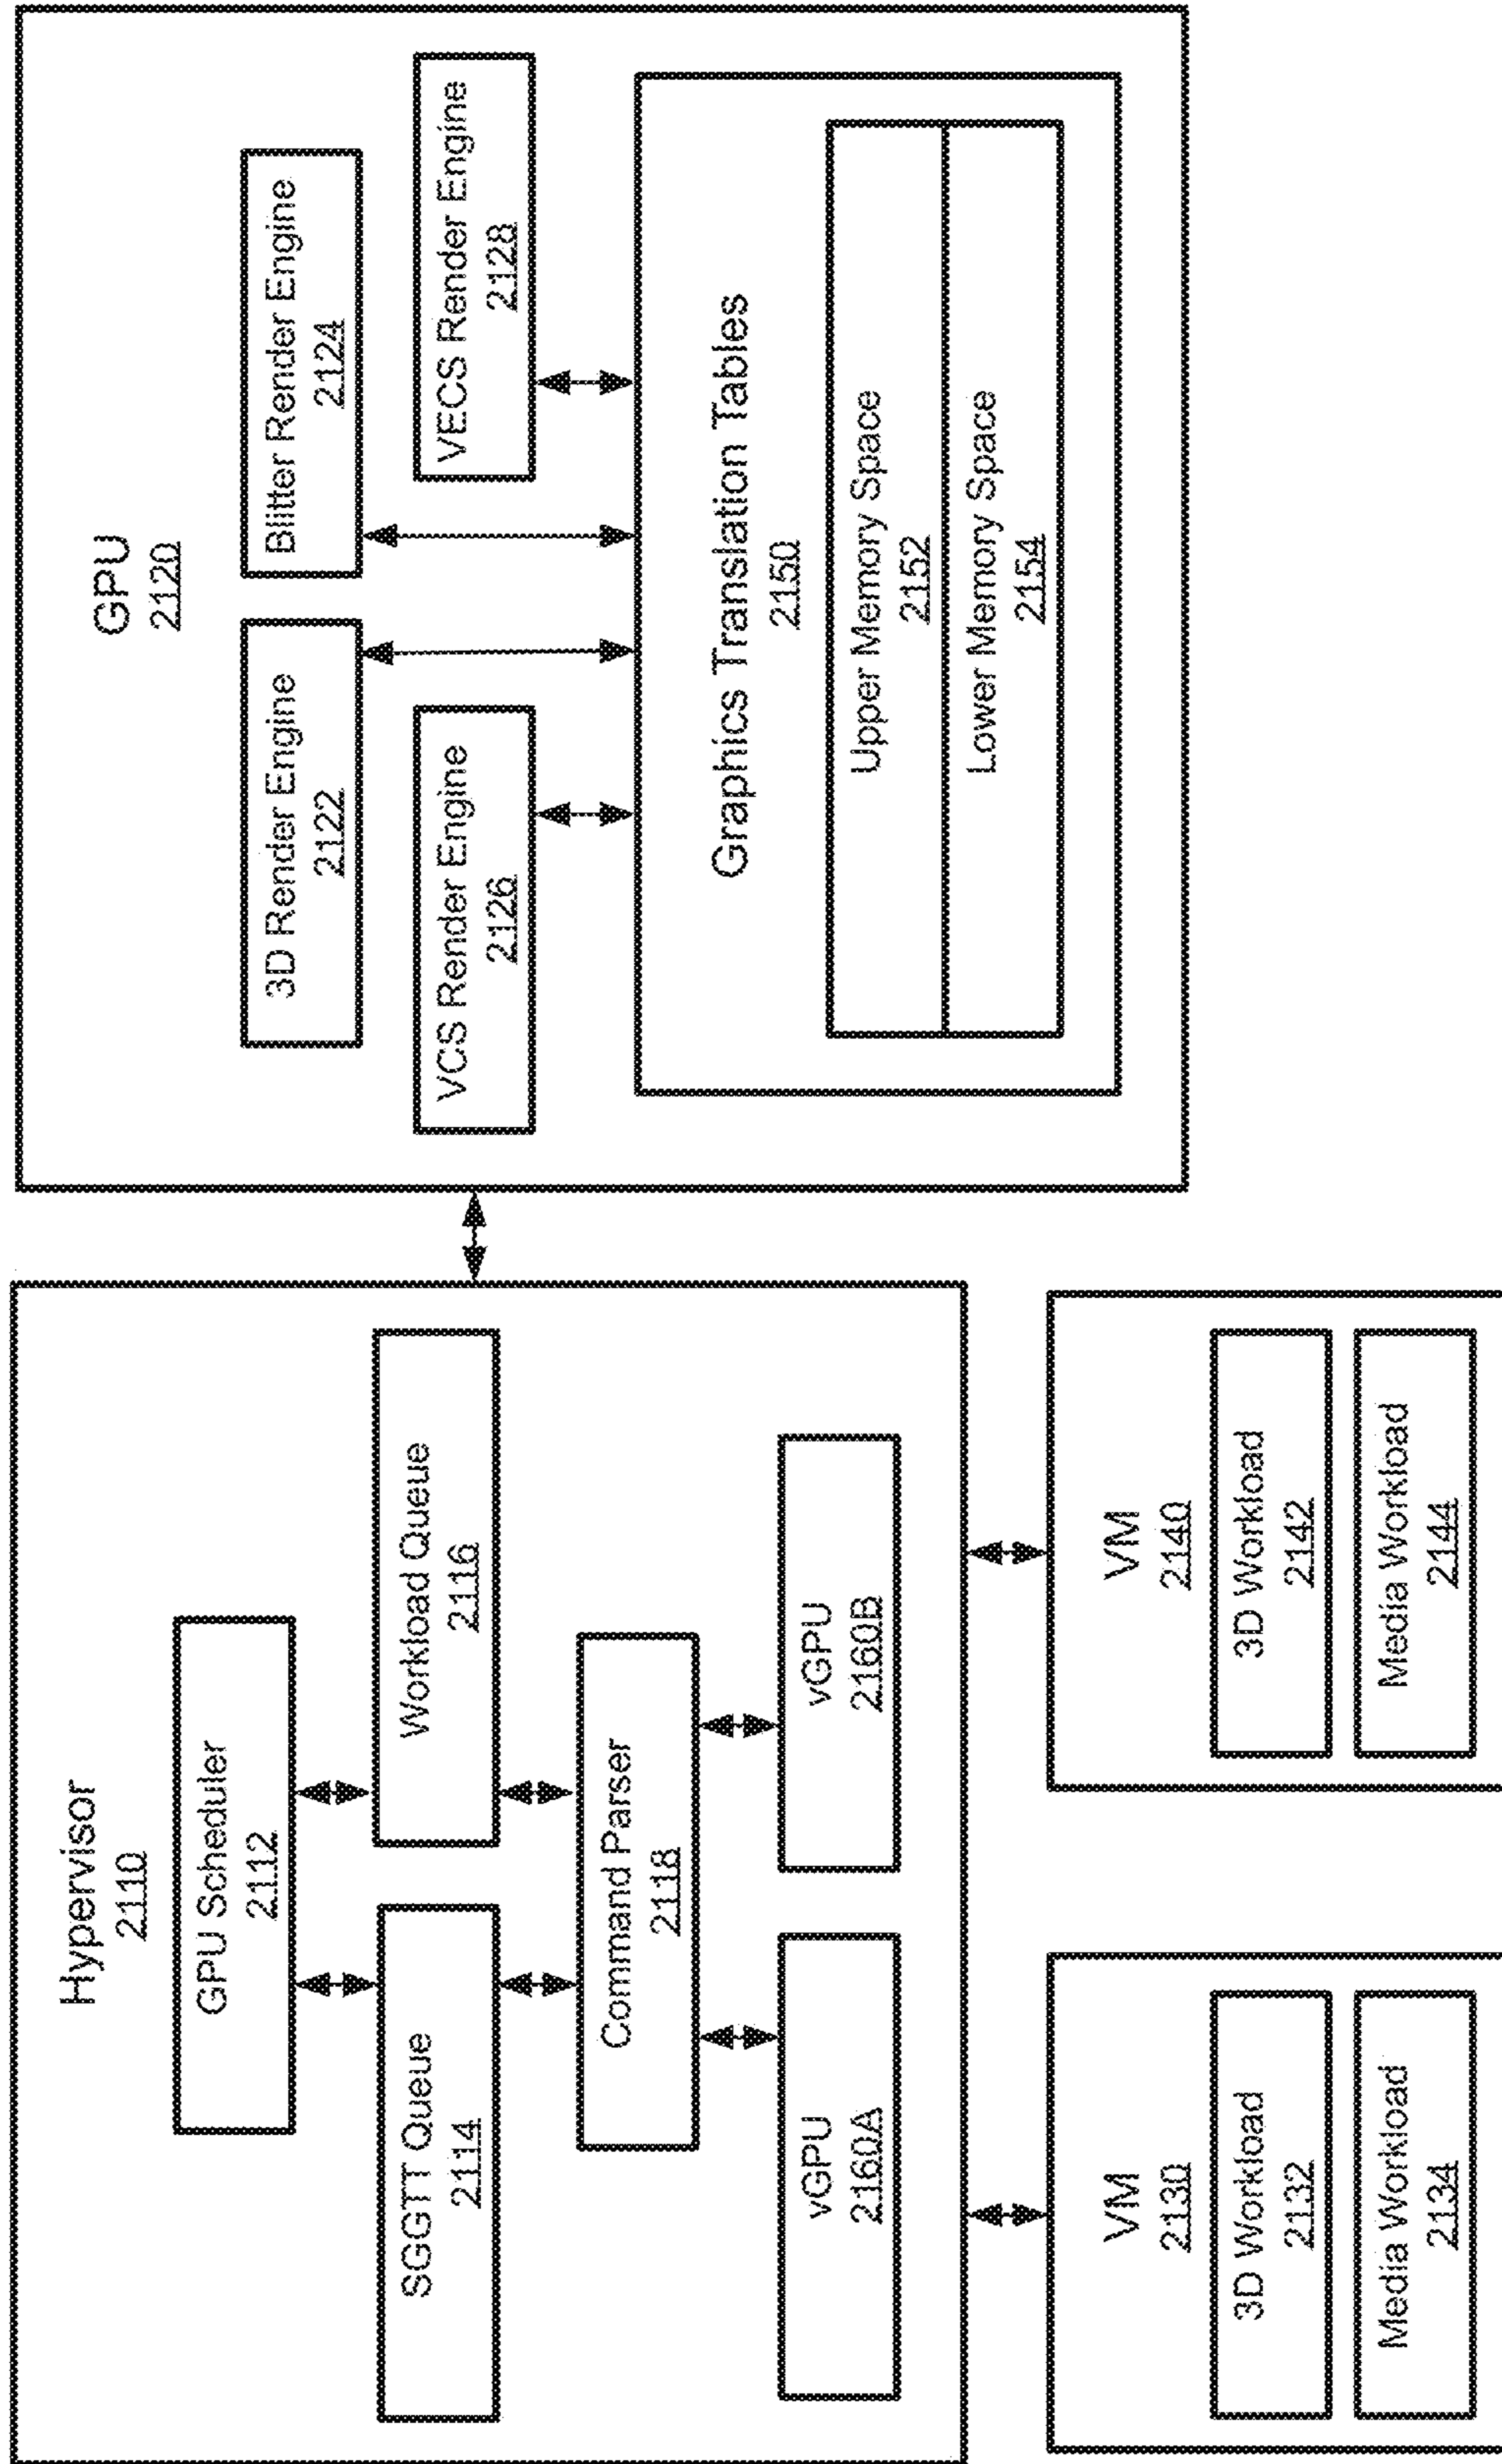 Hypervisor
2110
GPU Scheduler
2112
SGGTT Queue
2114
Workload Queue
2116
Command Parser
2118
vGPU
2160A
vGPU
2160B
VM
2130
3D Workload
2132
Media Workload
2134
VM
2140
3D Workload
2142
Media Workload
2144
GPU
2120
3D Render Engine
2122
Blitter Render Engine
2124
VCS Render Engine
2126
VECS Render Engine
2128
Graphics Translation Tables
2150
Upper Memory Space
2152
Lower Memory Space
2154